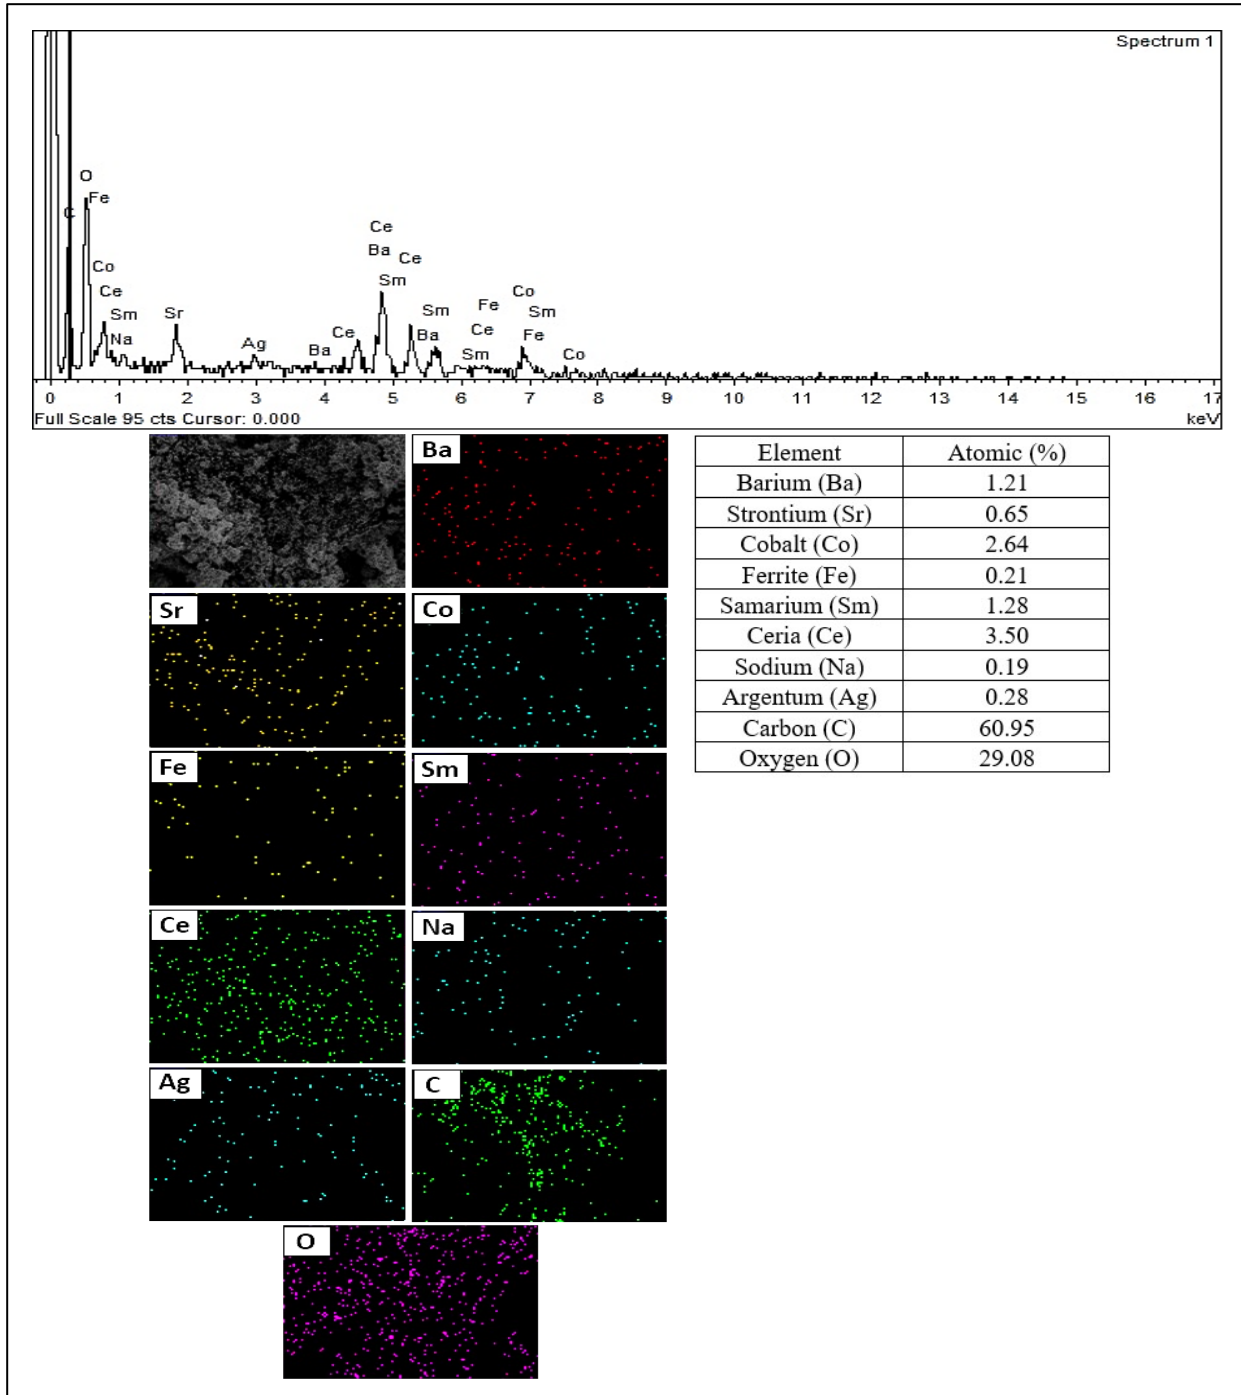 Spectrum 1
O
Fe
C
Co
Ce
Sm
Na
Sr
Ag
Ba
Ce
Ce
Ba
Sm
Ce
Sm
Ba
Fe
Ce
Sm
Co
Sm
Fe
Co
0 1 2 3 4 5 6 7 8 9 10 11 12 13 14 15 16 17
Full Scale 95 cts Cursor: 0.000 keV
Ba
Sr
Co
Fe
Sm
Ce
Na
Ag
C
O
Element Atomic (%)
Barium (Ba) 1.21
Strontium (Sr) 0.65
Cobalt (Co) 2.64
Ferrite (Fe) 0.21
Samarium (Sm) 1.28
Ceria (Ce) 3.50
Sodium (Na) 0.19
Argentum (Ag) 0.28
Carbon (C) 60.95
Oxygen (O) 29.08